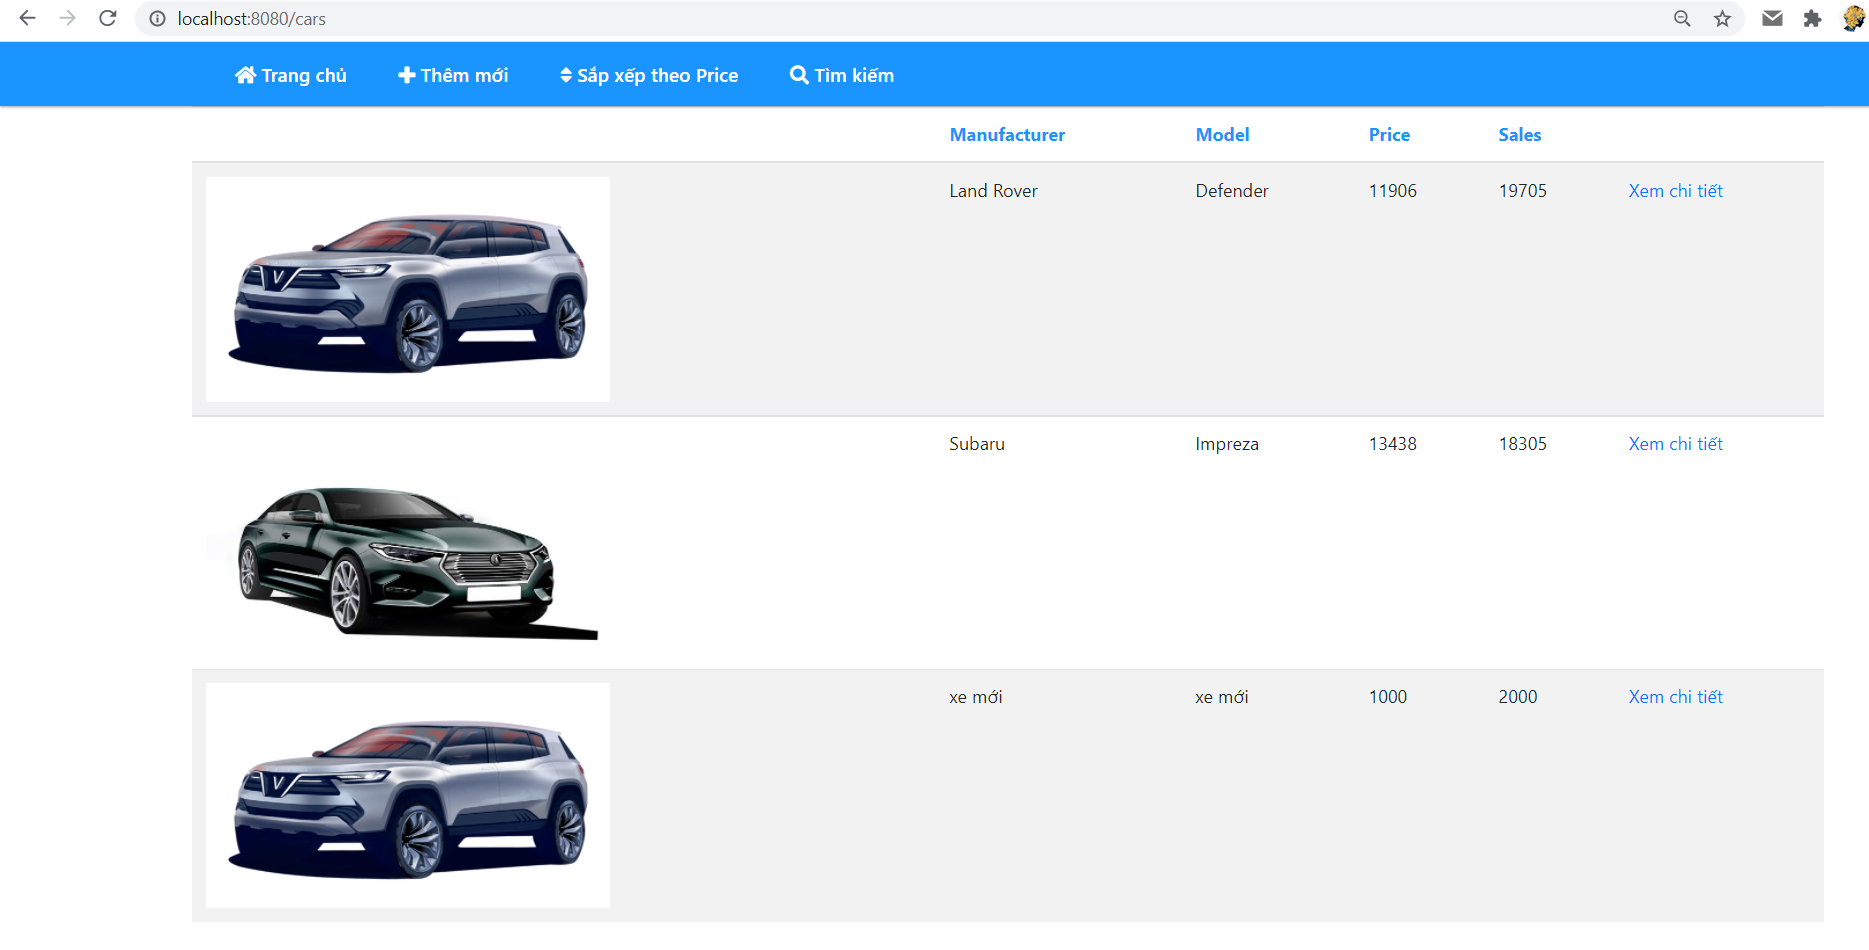 localhost:8080/cars
Trang chủ Thêm mới Sắp xếp theo Price Tìm kiếm
Manufacturer Model Price Sales
Land Rover Defender 11906 19705 Xem chi tiết
Subaru Impreza 13438 18305 Xem chi tiết
xe mới xe mới 1000 2000 Xem chi tiết